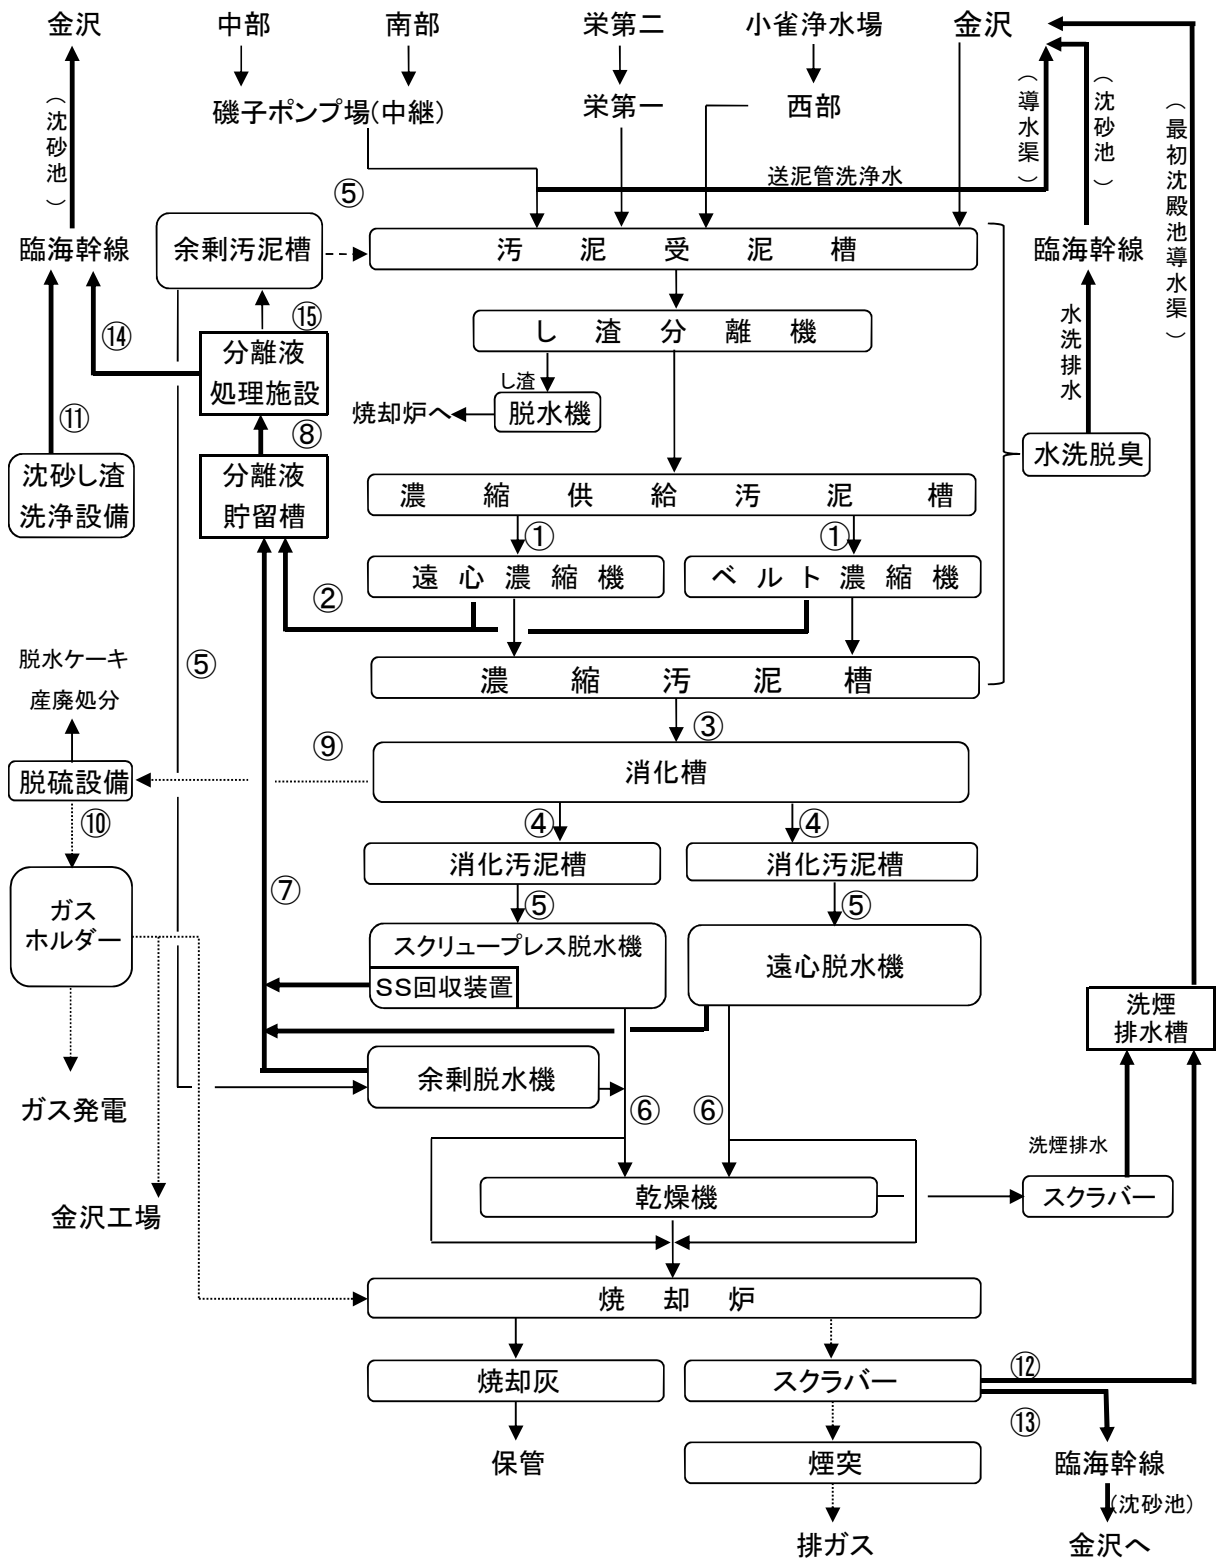 金沢
中部
南部
栄第二
小雀浄水場
金沢
磯子ポンプ場(中継)
栄第一
西部
（沈砂池）
（導水渠）
（沈砂池）
（最初沈殿池導水渠）
送泥管洗浄水
⑤
臨海幹線
余剰汚泥槽
汚泥受泥槽
臨海幹線
⑭
⑮
し渣分離機
水洗排水
分離液
処理施設
し渣
焼却炉へ
脱水機
⑪
⑧
水洗脱臭
沈砂し渣
洗浄設備
分離液
貯留槽
濃縮供給汚泥槽
①
①
遠心濃縮機
ベルト濃縮機
②
脱水ケーキ
産廃処分
⑤
濃縮汚泥槽
③
⑨
消化槽
脱硫設備
⑩
④
④
消化汚泥槽
消化汚泥槽
⑦
⑤
⑤
ガス
ホルダー
スクリュープレス脱水機
SS回収装置
遠心脱水機
洗煙
排水槽
余剰脱水機
ガス発電
⑥
⑥
洗煙排水
乾燥機
スクラバー
金沢工場
焼却炉
焼却灰
スクラバー
⑫
⑬
保管
煙突
臨海幹線
(沈砂池)
排ガス
金沢へ